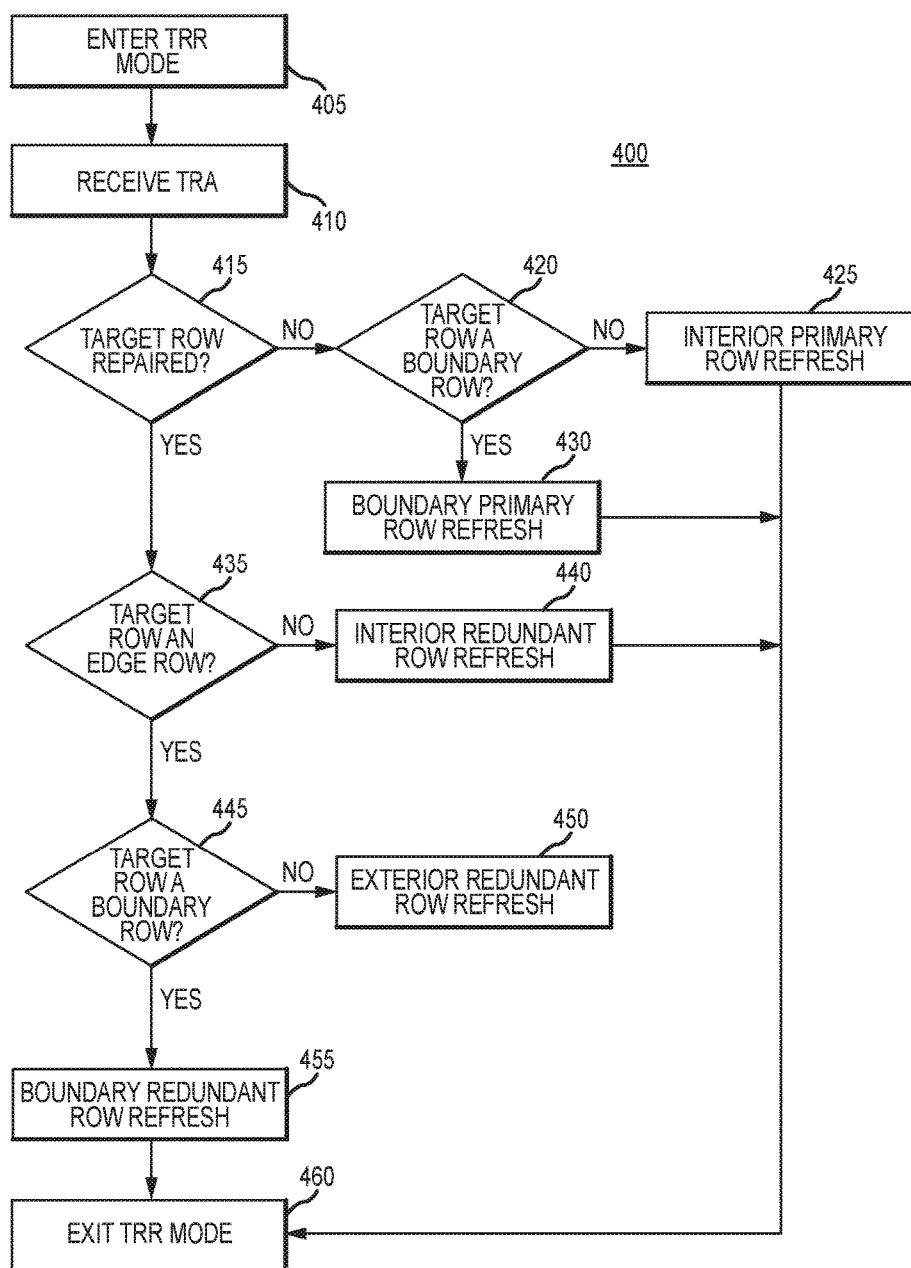 ENTER TRR
MODE
405
RECEIVE TRA
410
400
415
TARGET ROW
REPAIRED?
NO
YES
420
TARGET
ROW A
BOUNDARY
ROW?
NO
YES
425
INTERIOR PRIMARY
ROW REFRESH
430
BOUNDARY PRIMARY
ROW REFRESH
435
TARGET
ROW AN
EDGE ROW?
NO
YES
440
INTERIOR REDUNDANT
ROW REFRESH
445
TARGET
ROW A
BOUNDARY
ROW?
NO
YES
450
EXTERIOR REDUNDANT
ROW REFRESH
455
BOUNDARY REDUNDANT
ROW REFRESH
460
EXIT TRR MODE